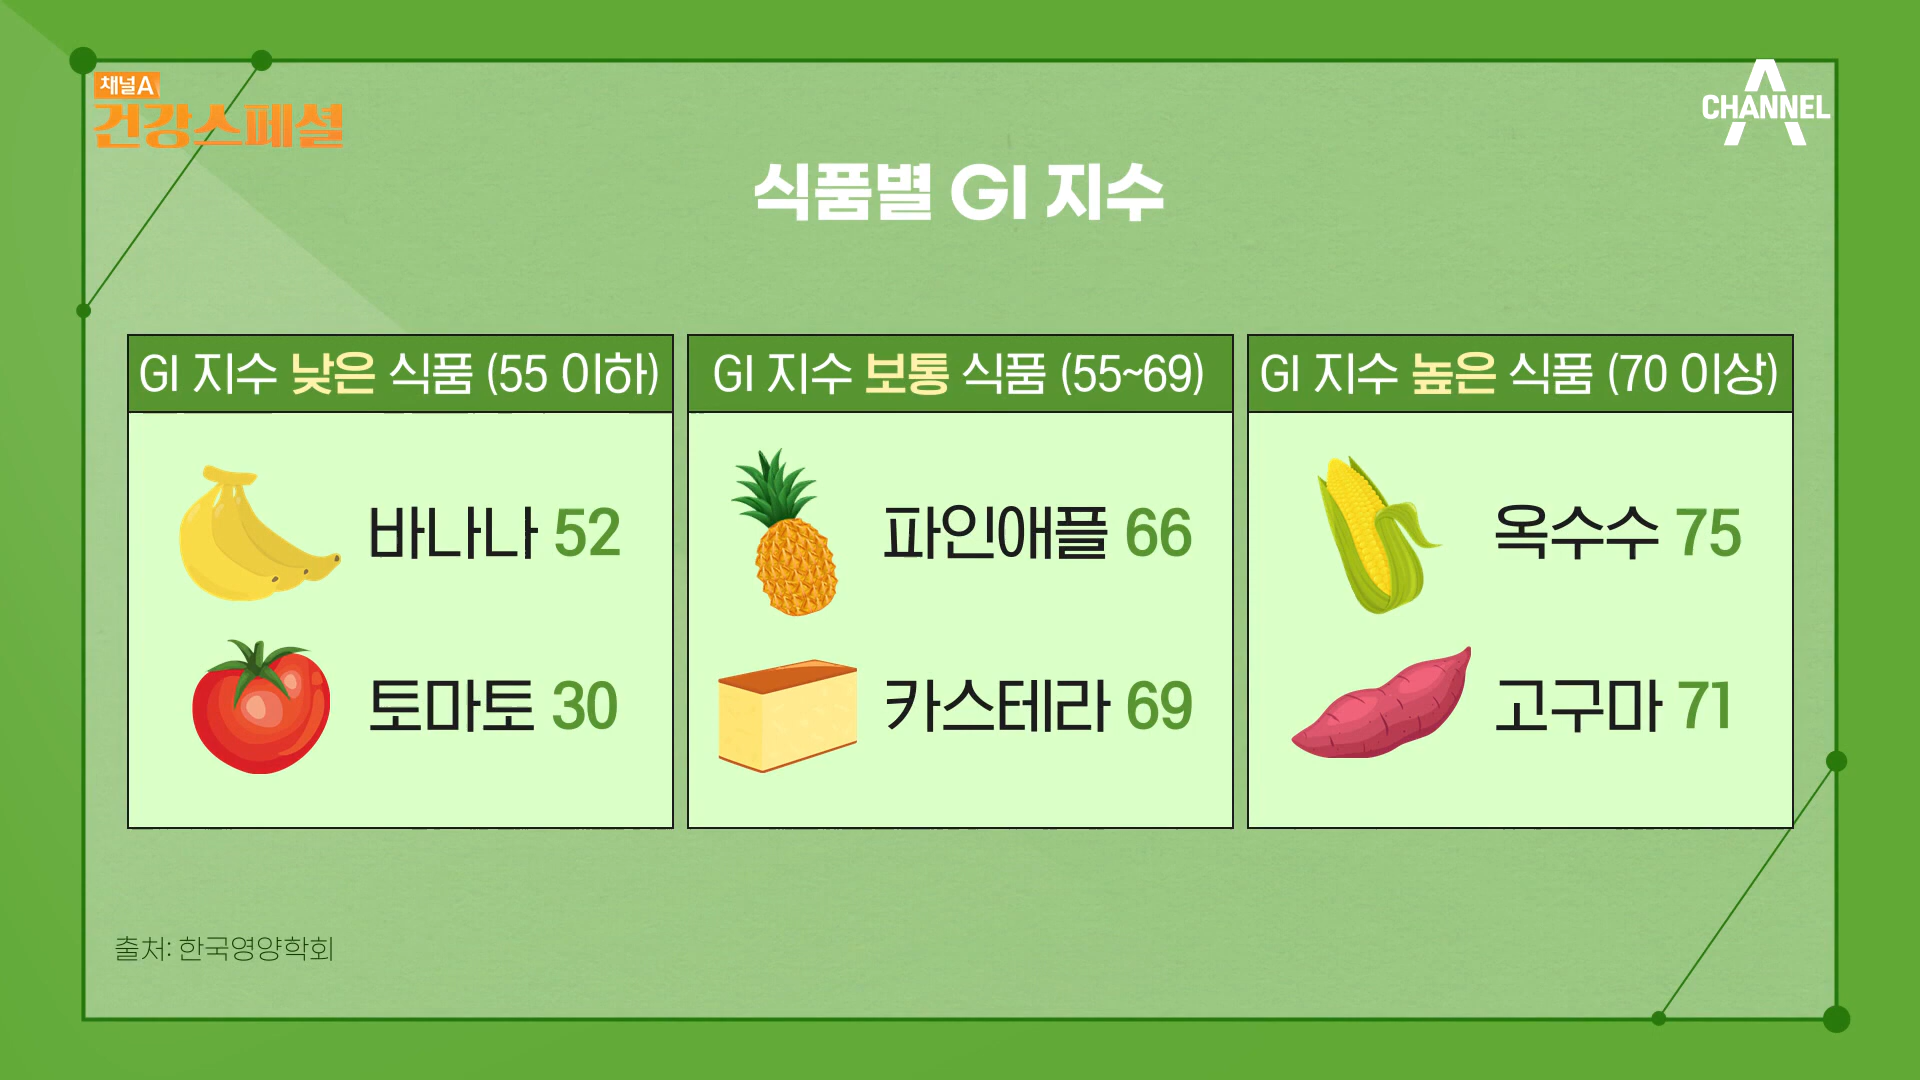 채널A
건강스페셜
CHANNEL A
식품별 GI 지수
GI 지수 낮은 식품 (55 이하)
바나나 52
토마토 30
GI 지수 보통 식품 (55~69)
파인애플 66
카스테라 69
GI 지수 높은 식품 (70 이상)
옥수수 75
고구마 71
출처: 한국영양학회